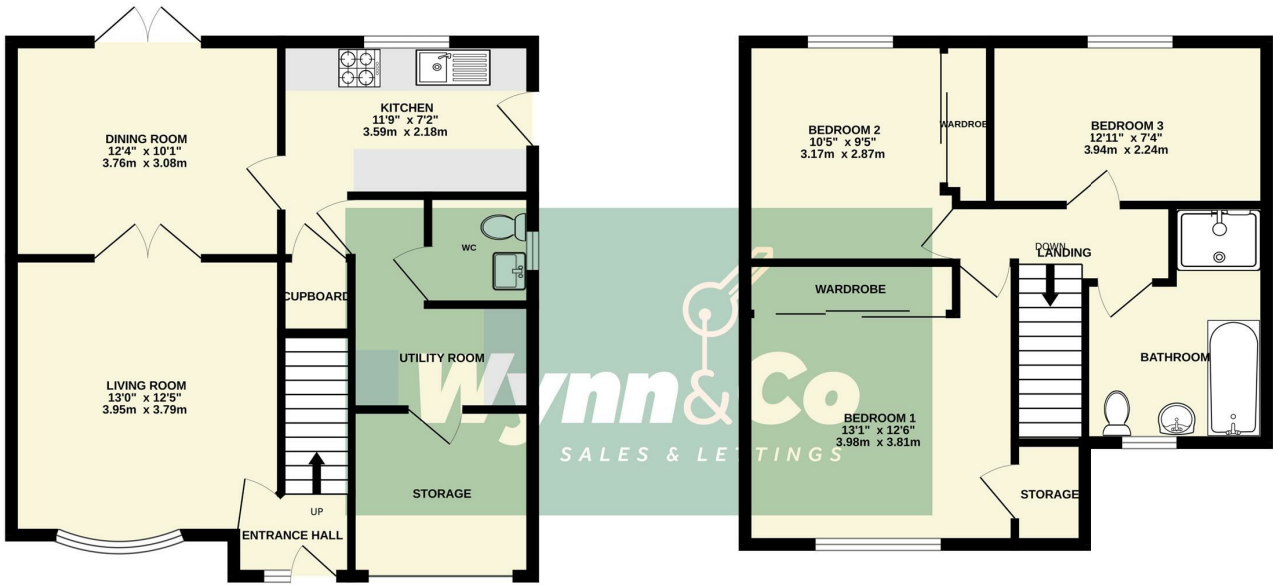 DINING ROOM
12'4" x 10'1"
3.76m x 3.08m
KITCHEN
11'9" x 7'2"
3.59m x 2.18m
WC
CUPBOARD
UTILITY ROOM
LIVING ROOM
13'0" x 12'5"
3.95m x 3.79m
STORAGE
UP
ENTRANCE HALL
BEDROOM 2
10'5" x 9'5"
3.17m x 2.87m
WARDROBE
BEDROOM 3
12'11" x 7'4"
3.94m x 2.24m
DOWN
LANDING
WARDROBE
BATHROOM
BEDROOM 1
13'1" x 12'6"
3.98m x 3.81m
STORAGE
Wynn&Co
SALES & LETTINGS